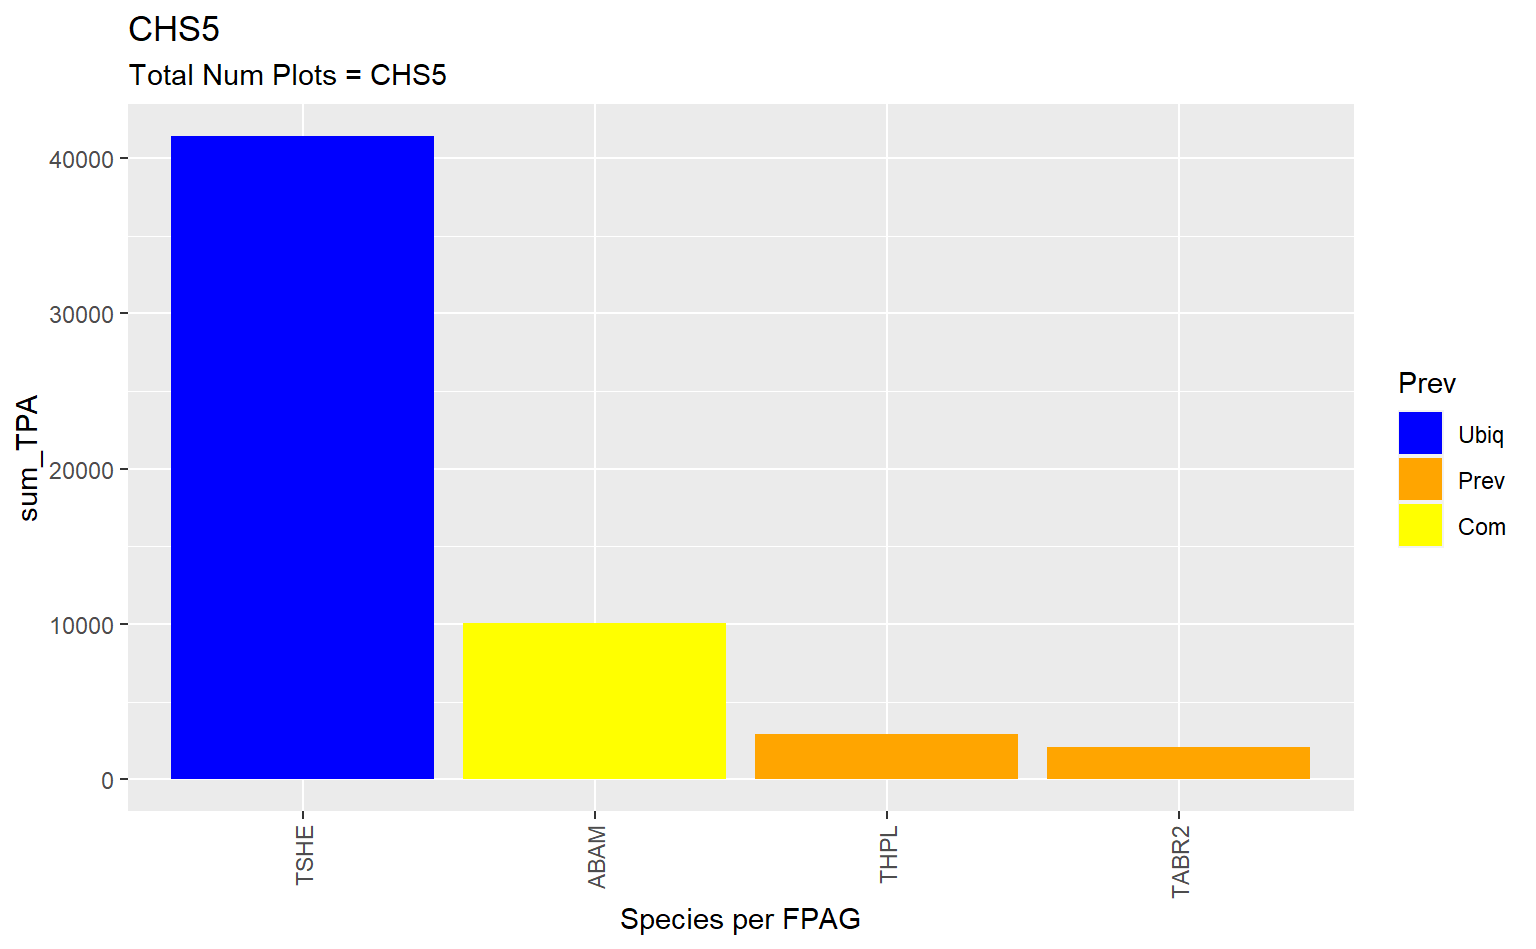 CHS5
Total Num Plots = CHS5
sum_TPA
40000
30000
20000
10000
0
TSHE
ABAM
THPL
TABR2
Species per FPAG
Prev
Ubiq
Prev
Com